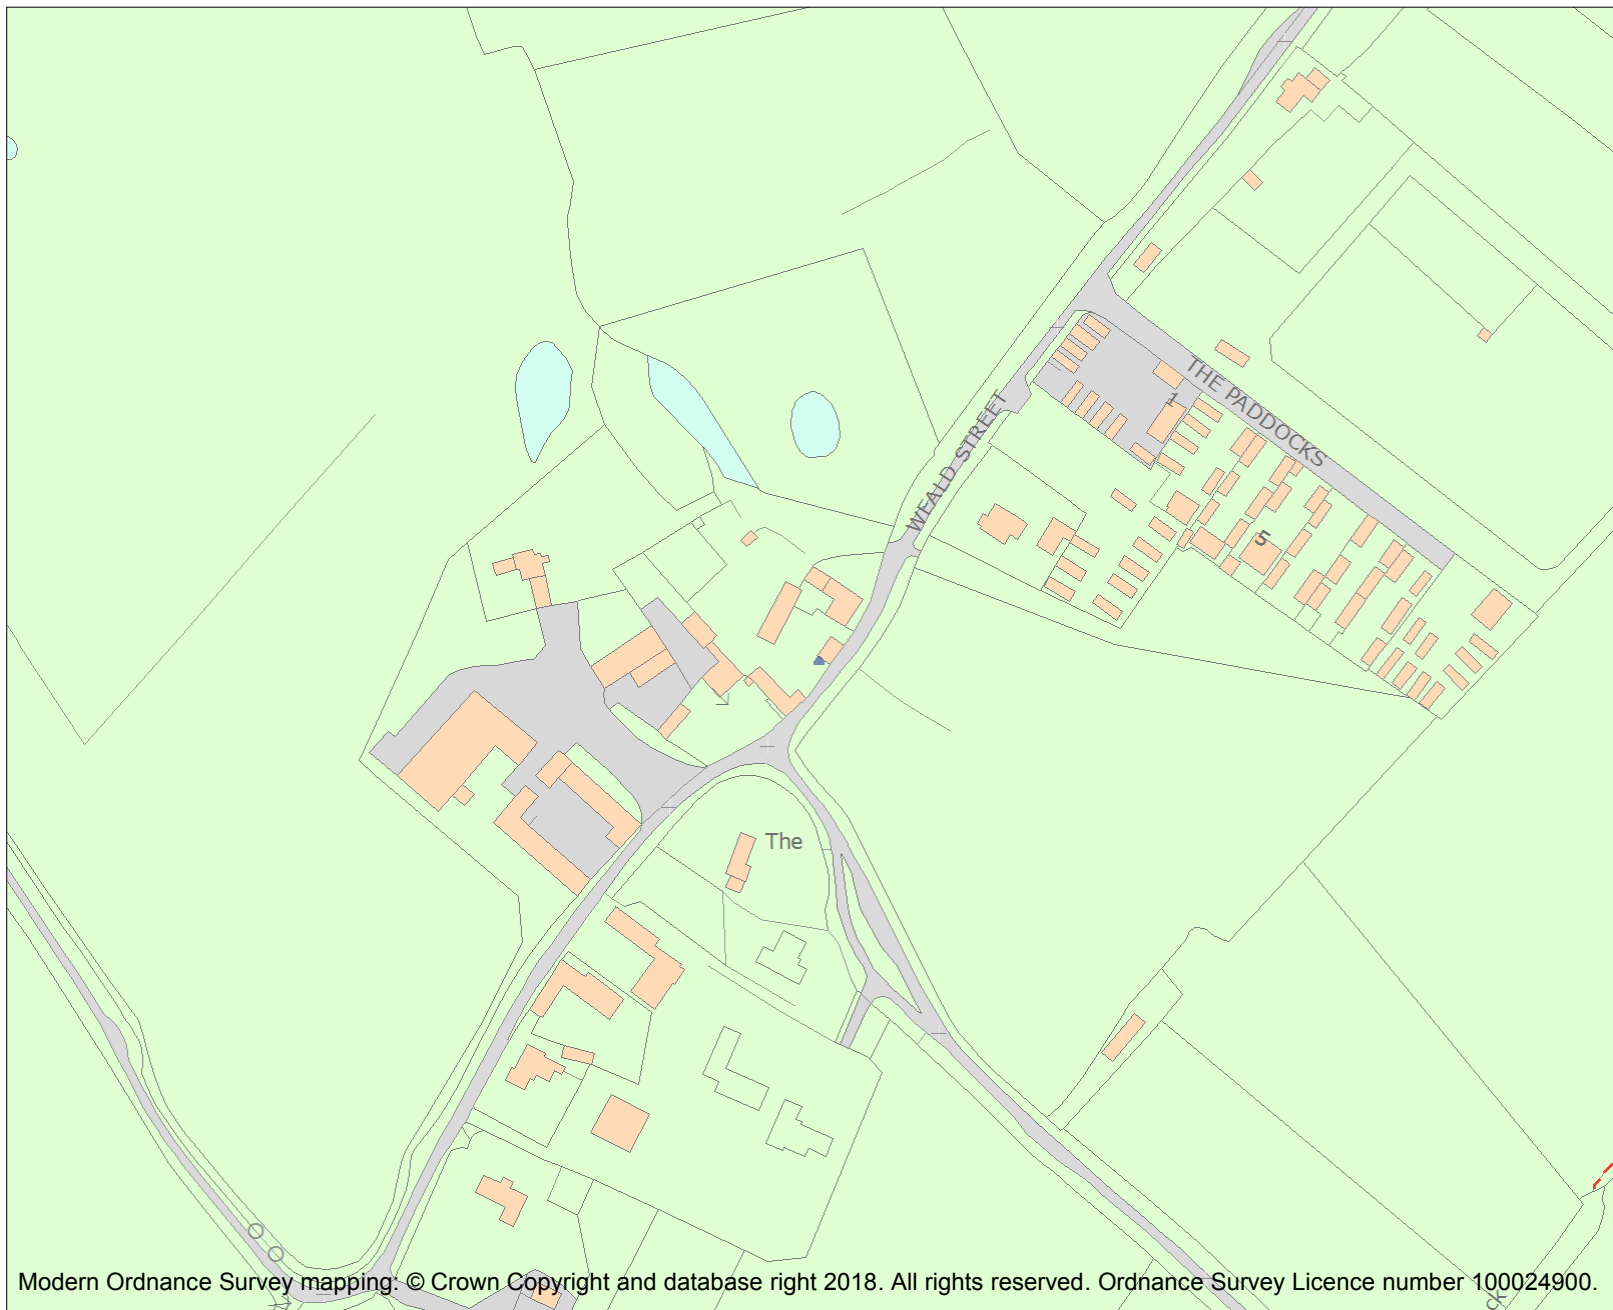 THE PADDOCKS
1
WEALD STREET
5
The
Modern Ordnance Survey mapping: © Crown Copyright and database right 2018. All rights reserved. Ordnance Survey Licence number 100024900.